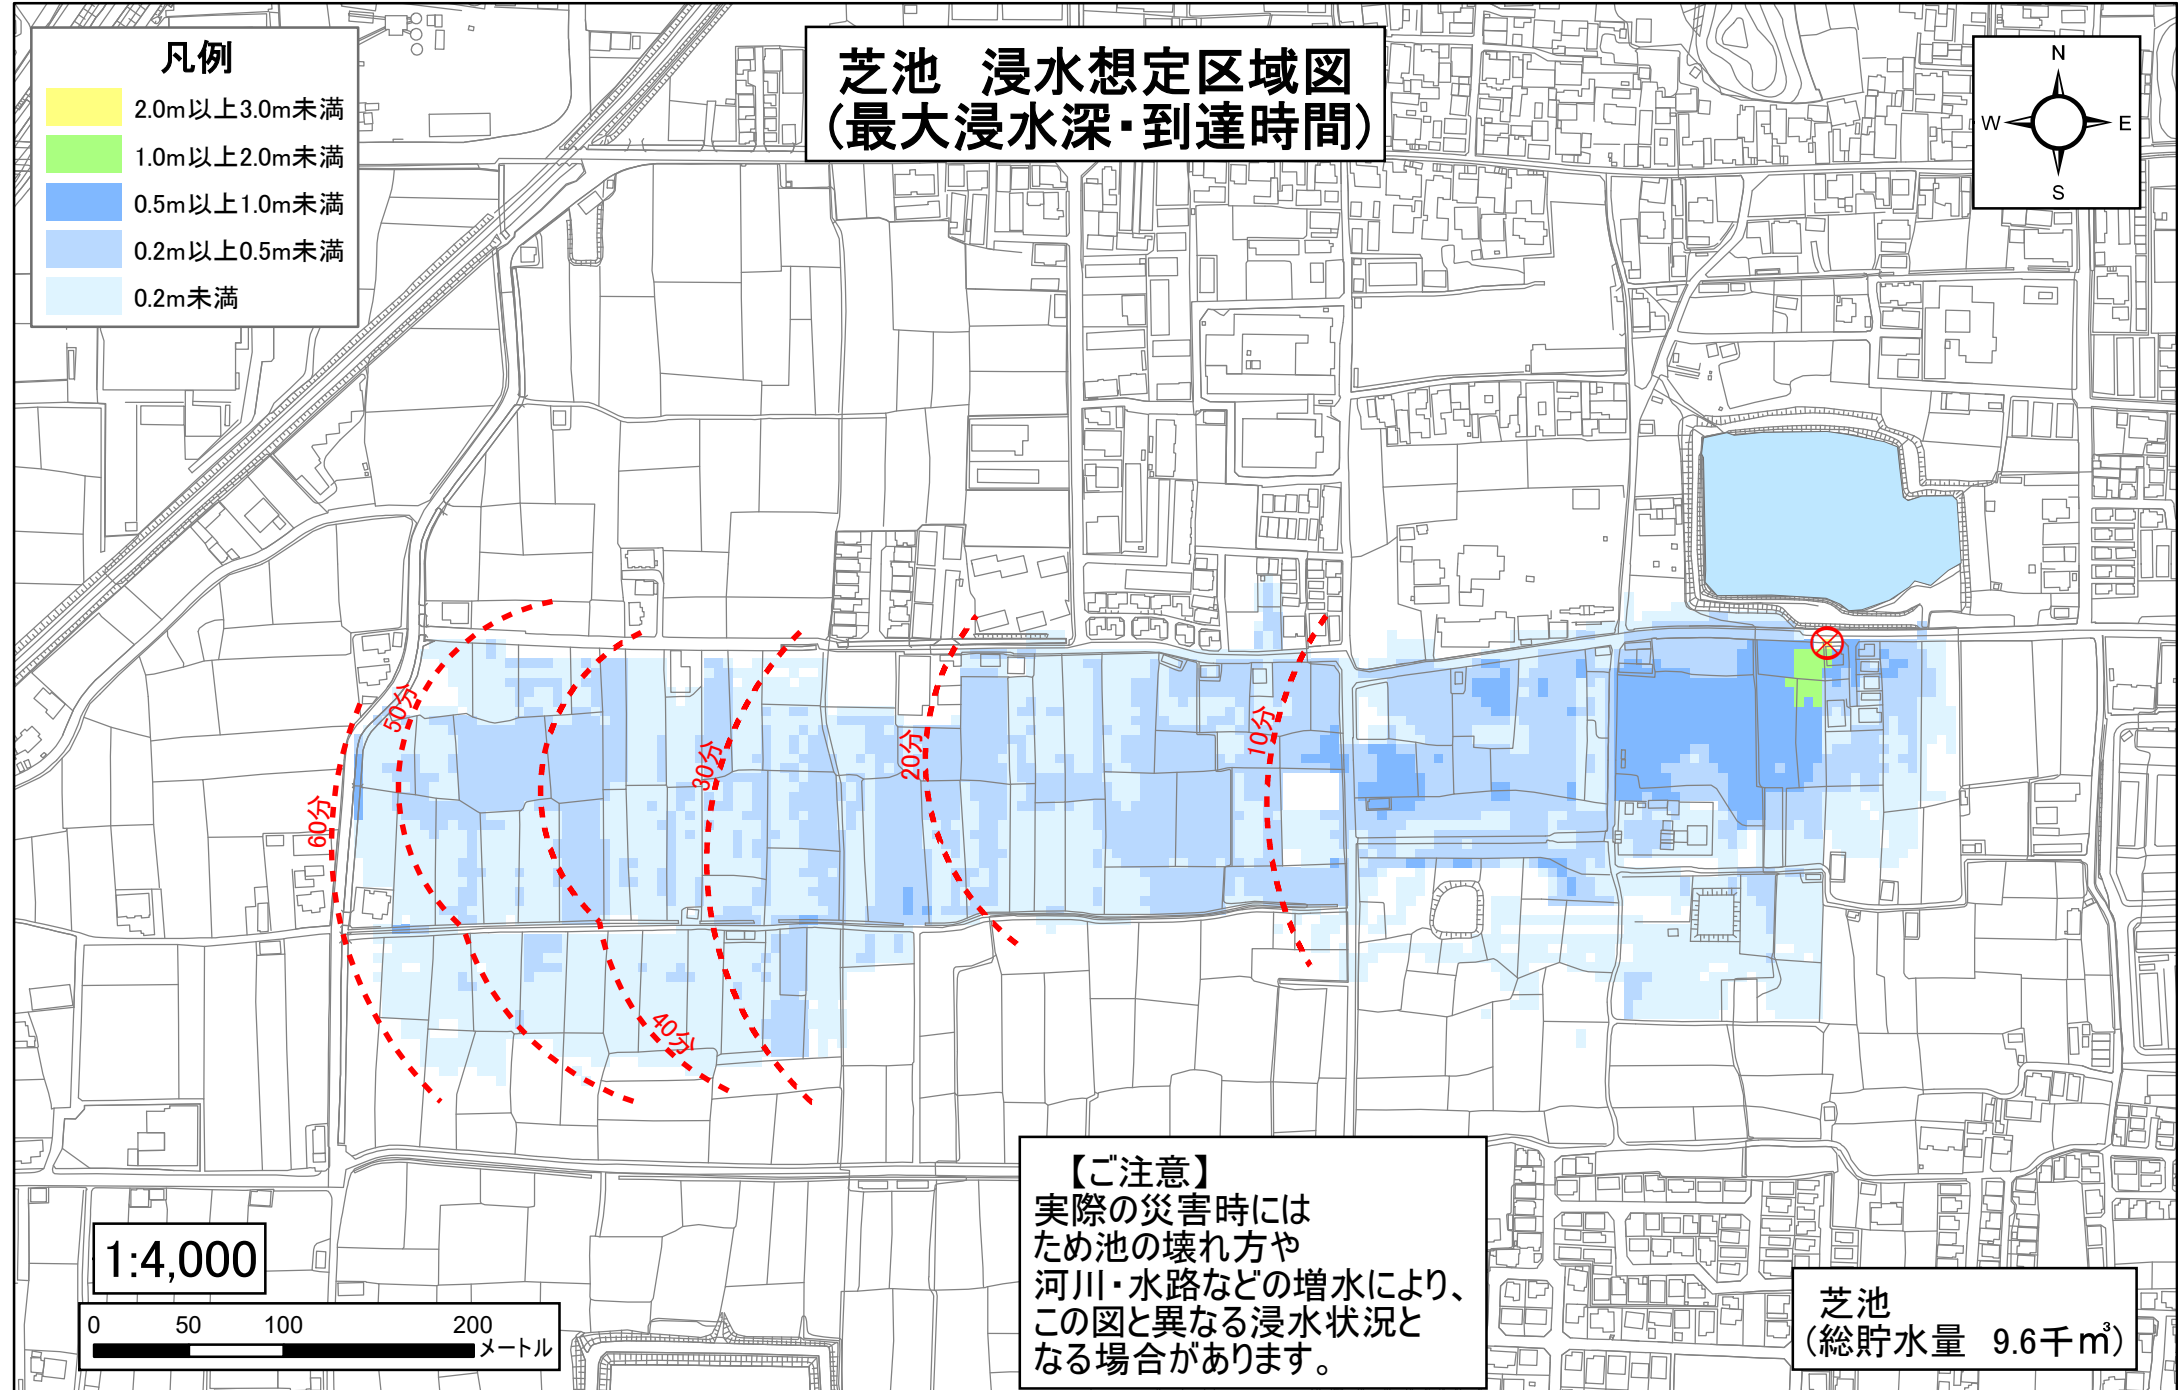 芝池　浸水想定区域図
(最大浸水深・到達時間)
凡例
2.0m以上3.0m未満
1.0m以上2.0m未満
0.5m以上1.0m未満
0.2m以上0.5m未満
0.2m未満
N
W
E
S
60分
50分
40分
30分
20分
10分
1:4,000
0 50 100 200
メートル
【ご注意】
実際の災害時には
ため池の壊れ方や
河川・水路などの増水により、
この図と異なる浸水状況と
なる場合があります。
芝池
(総貯水量　9.6千㎥)